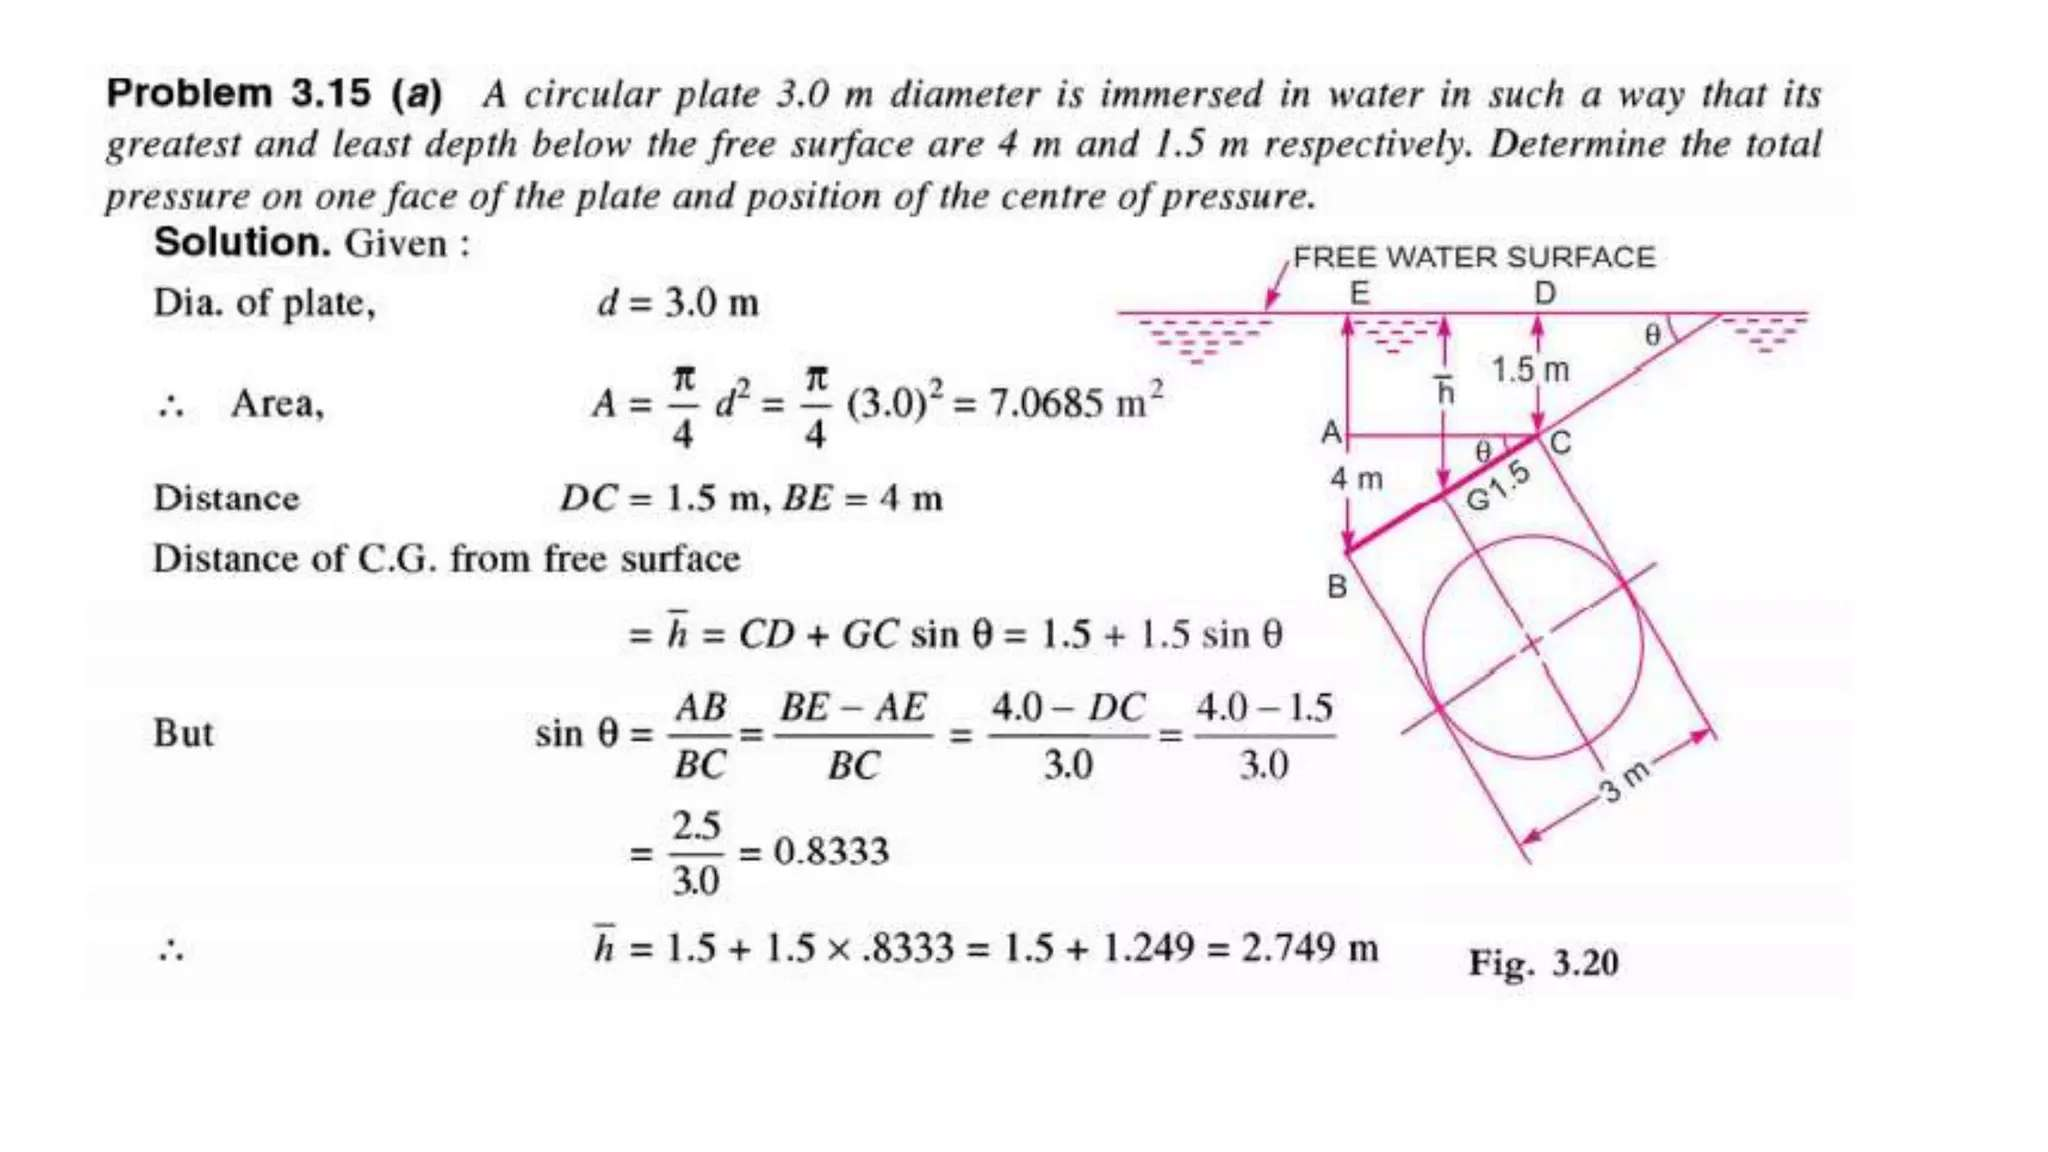 Problem 3.15 (a) A circular plate 3.0 m diameter is immersed in water in such a way that its
greatest and least depth below the free surface are 4 m and 1.5 m respectively. Determine the total
pressure on one face of the plate and position of the centre of pressure.
Solution. Given :
Dia. of plate, d = 3.0 m
∴ Area, A = π/4 d² = π/4 (3.0)² = 7.0685 m²
Distance DC = 1.5 m, BE = 4 m
Distance of C.G. from free surface
= h̅ = CD + GC sin θ = 1.5 + 1.5 sin θ
But sin θ = AB/BC = (BE – AE)/BC = (4.0 – DC)/3.0 = (4.0 – 1.5)/3.0
= 2.5/3.0 = 0.8333
∴ h̅ = 1.5 + 1.5 × .8333 = 1.5 + 1.249 = 2.749 m
FREE WATER SURFACE
E D
θ
1.5 m
h̅
A θ C
4 m
G 1.5
B
3 m
Fig. 3.20